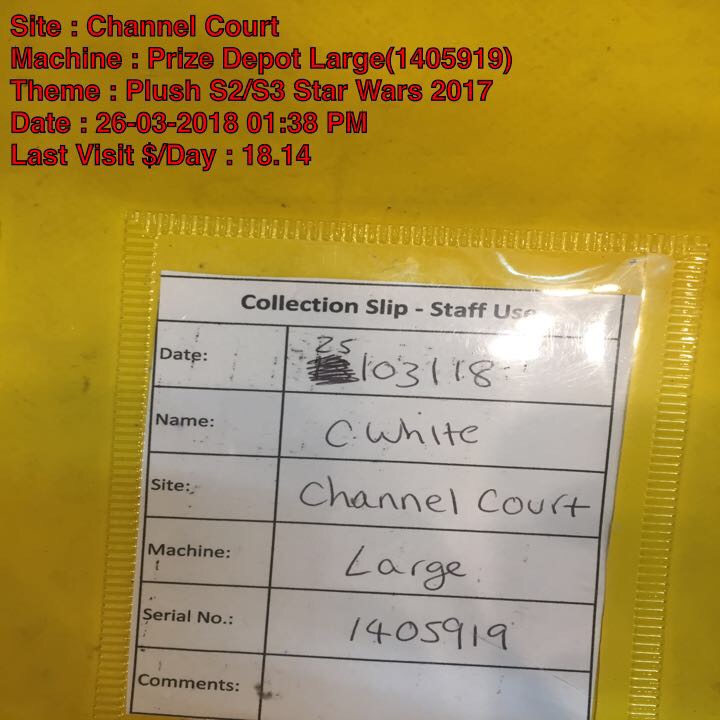 Site : Channel Court
Machine : Prize Depot Large(1405919)
Theme : Plush S2/S3 Star Wars 2017
Date : 26-03-2018 01:38 PM
Last Visit $/Day : 18.14
Collection Slip - Staff Use
Date: 25/03/18
Name: C. White
Site: Channel Court
Machine: Large
Serial No.: 1405919
Comments: